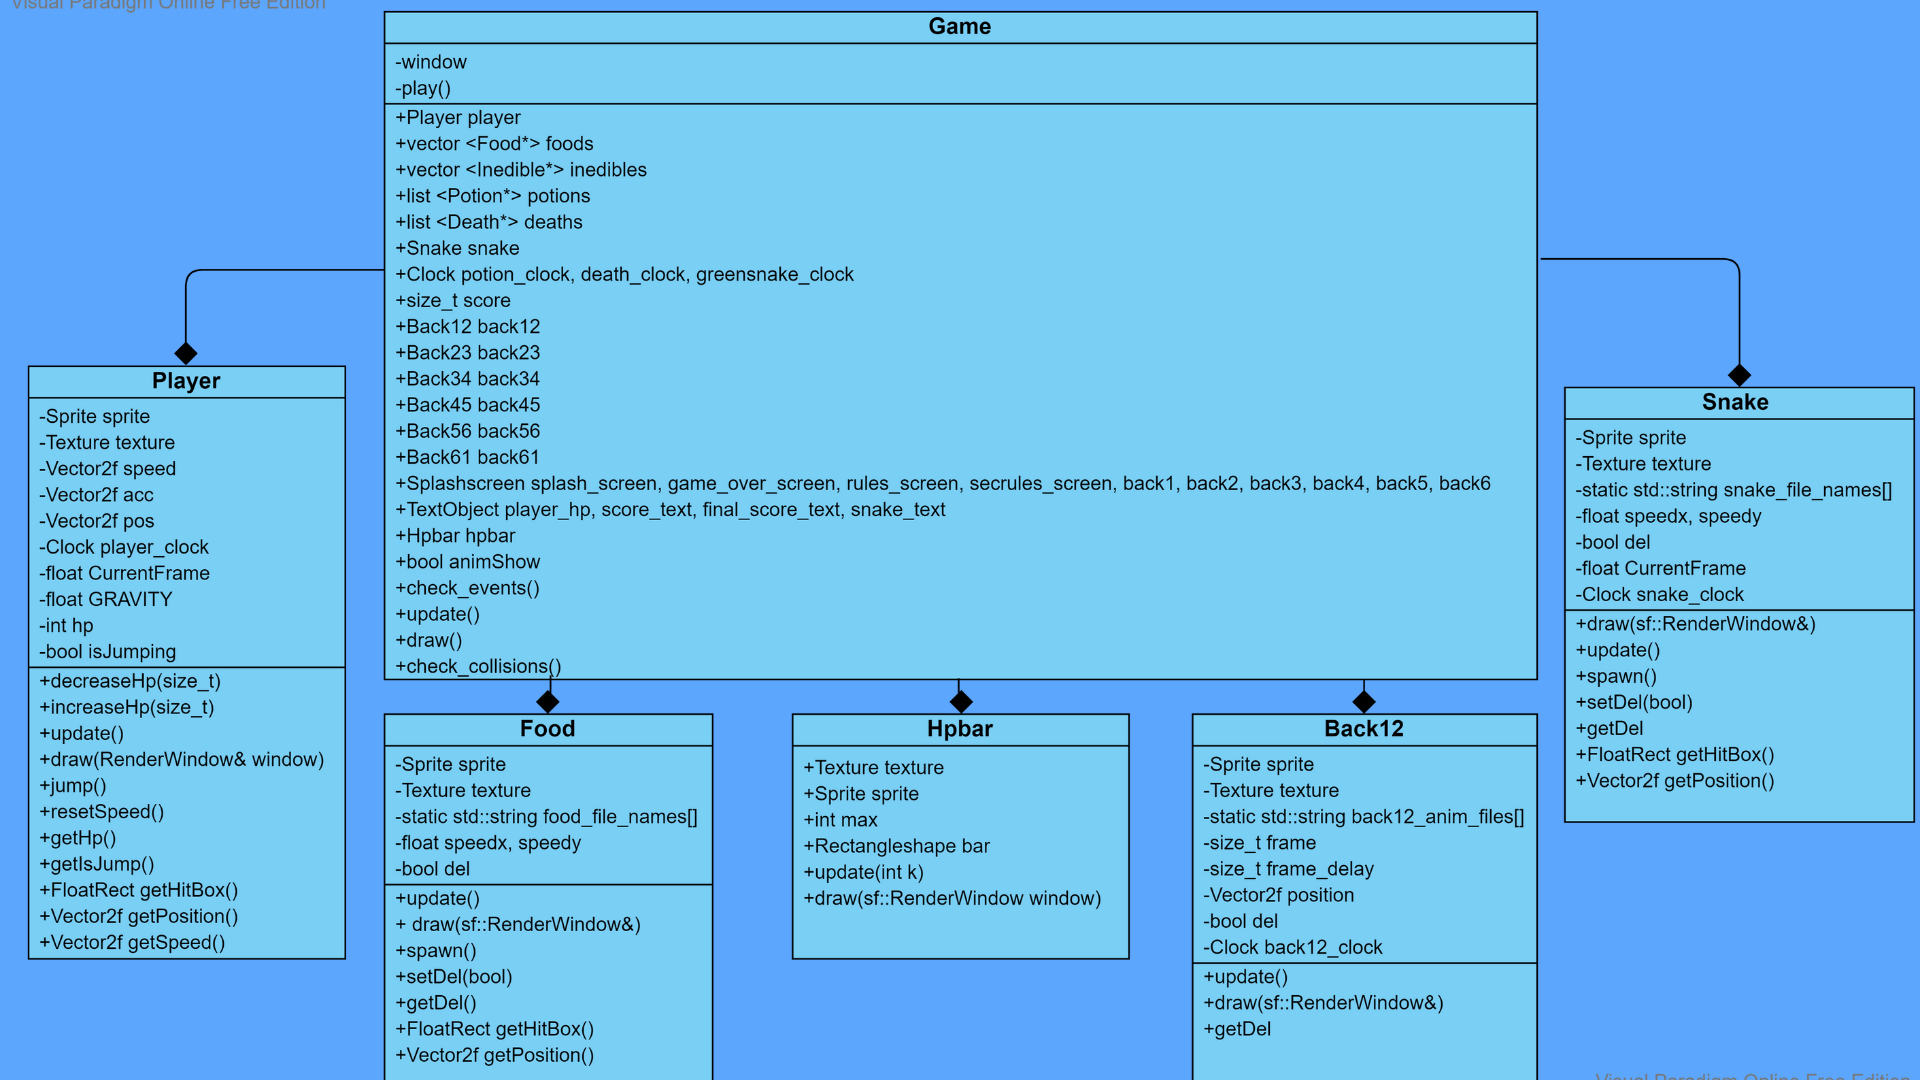 Visual Paradigm Online Free Edition
Game
-window
-play()
+Player player
+vector <Food*> foods
+vector <Inedible*> inedibles
+list <Potion*> potions
+list <Death*> deaths
+Snake snake
+Clock potion_clock, death_clock, greensnake_clock
+size_t score
+Back12 back12
+Back23 back23
+Back34 back34
+Back45 back45
+Back56 back56
+Back61 back61
+Splashscreen splash_screen, game_over_screen, rules_screen, secrules_screen, back1, back2, back3, back4, back5, back6
+TextObject player_hp, score_text, final_score_text, snake_text
+Hpbar hpbar
+bool animShow
+check_events()
+update()
+draw()
+check_collisions()
Player
-Sprite sprite
-Texture texture
-Vector2f speed
-Vector2f acc
-Vector2f pos
-Clock player_clock
-float CurrentFrame
-float GRAVITY
-int hp
-bool isJumping
+decreaseHp(size_t)
+increaseHp(size_t)
+update()
+draw(RenderWindow& window)
+jump()
+resetSpeed()
+getHp()
+getIsJump()
+FloatRect getHitBox()
+Vector2f getPosition()
+Vector2f getSpeed()
Food
-Sprite sprite
-Texture texture
-static std::string food_file_names[]
-float speedx, speedy
-bool del
+update()
+ draw(sf::RenderWindow&)
+spawn()
+setDel(bool)
+getDel()
+FloatRect getHitBox()
+Vector2f getPosition()
Hpbar
+Texture texture
+Sprite sprite
+int max
+Rectangleshape bar
+update(int k)
+draw(sf::RenderWindow window)
Back12
-Sprite sprite
-Texture texture
-static std::string back12_anim_files[]
-size_t frame
-size_t frame_delay
-Vector2f position
-bool del
-Clock back12_clock
+update()
+draw(sf::RenderWindow&)
+getDel
Snake
-Sprite sprite
-Texture texture
-static std::string snake_file_names[]
-float speedx, speedy
-bool del
-float CurrentFrame
-Clock snake_clock
+draw(sf::RenderWindow&)
+update()
+spawn()
+setDel(bool)
+getDel
+FloatRect getHitBox()
+Vector2f getPosition()
Visual Paradigm Online Free Edition